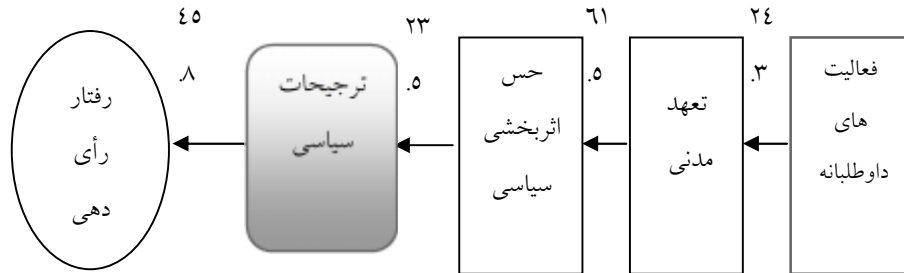 فعالیت
های
داوطلبانه
٢٤
.٣
تعهد
مدنی
٦١
.٥
حس
اثربخشی
سیاسی
٢٣
.٥
ترجیحات
سیاسی
٤٥
.٨
رفتار
رأی
دهی